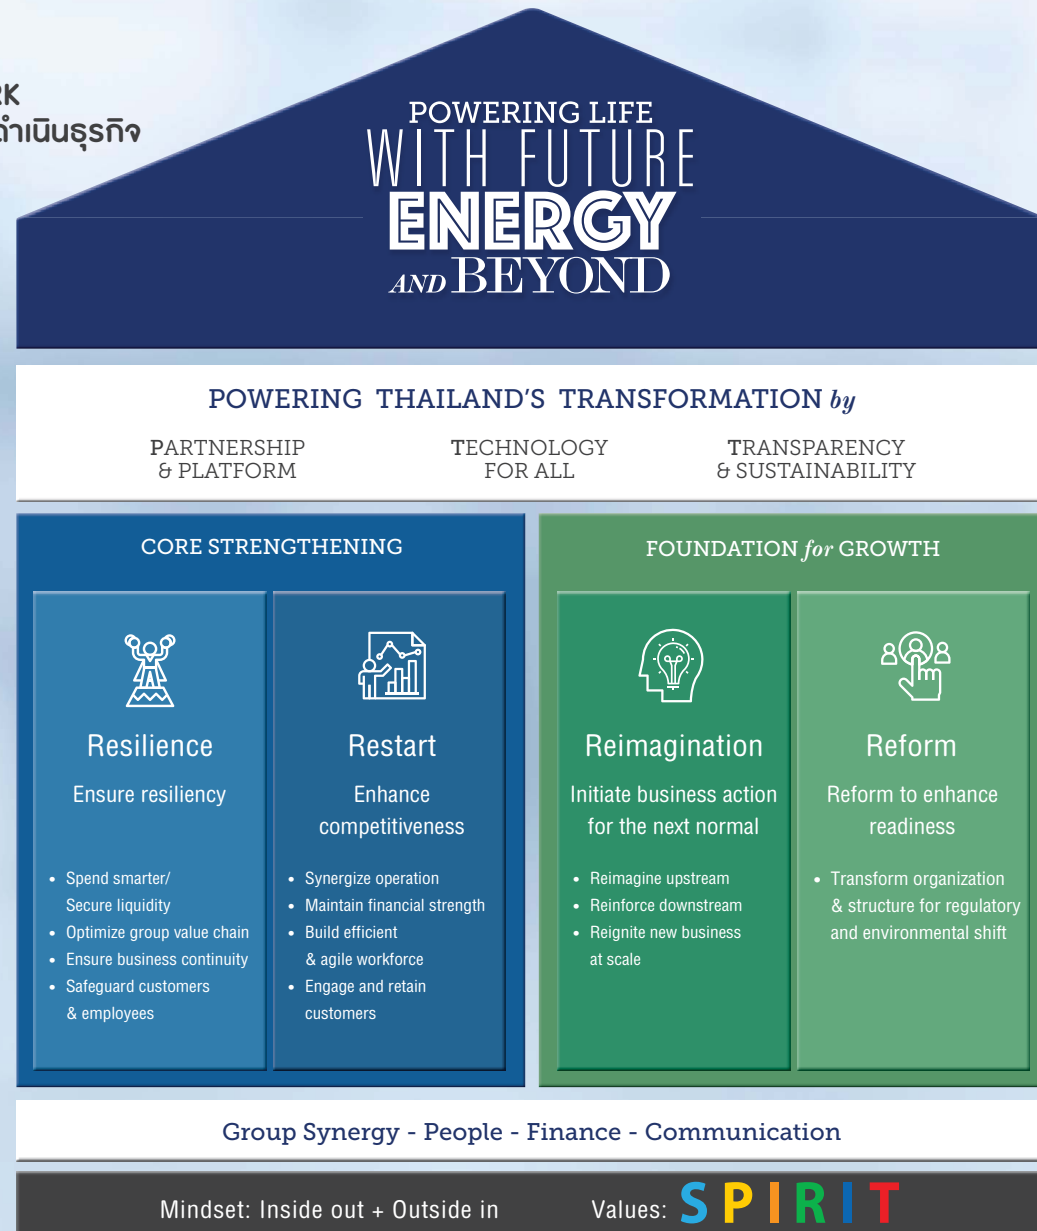 RK
ดำเนินธุรกิจ
POWERING LIFE
WITH FUTURE
ENERGY
AND BEYOND
POWERING THAILAND'S TRANSFORMATION by
PARTNERSHIP
& PLATFORM
TECHNOLOGY
FOR ALL
TRANSPARENCY
& SUSTAINABILITY
CORE STRENGTHENING
Resilience
Ensure resiliency
• Spend smarter/
Secure liquidity
• Optimize group value chain
• Ensure business continuity
• Safeguard customers
& employees
Restart
Enhance
competitiveness
• Synergize operation
• Maintain financial strength
• Build efficient
& agile workforce
• Engage and retain
customers
FOUNDATION for GROWTH
Reimagination
Initiate business action
for the next normal
• Reimagine upstream
• Reinforce downstream
• Reignite new business
at scale
Reform
Reform to enhance
readiness
• Transform organization
& structure for regulatory
and environmental shift
Group Synergy - People - Finance - Communication
Mindset: Inside out + Outside in
Values: SPIRIT